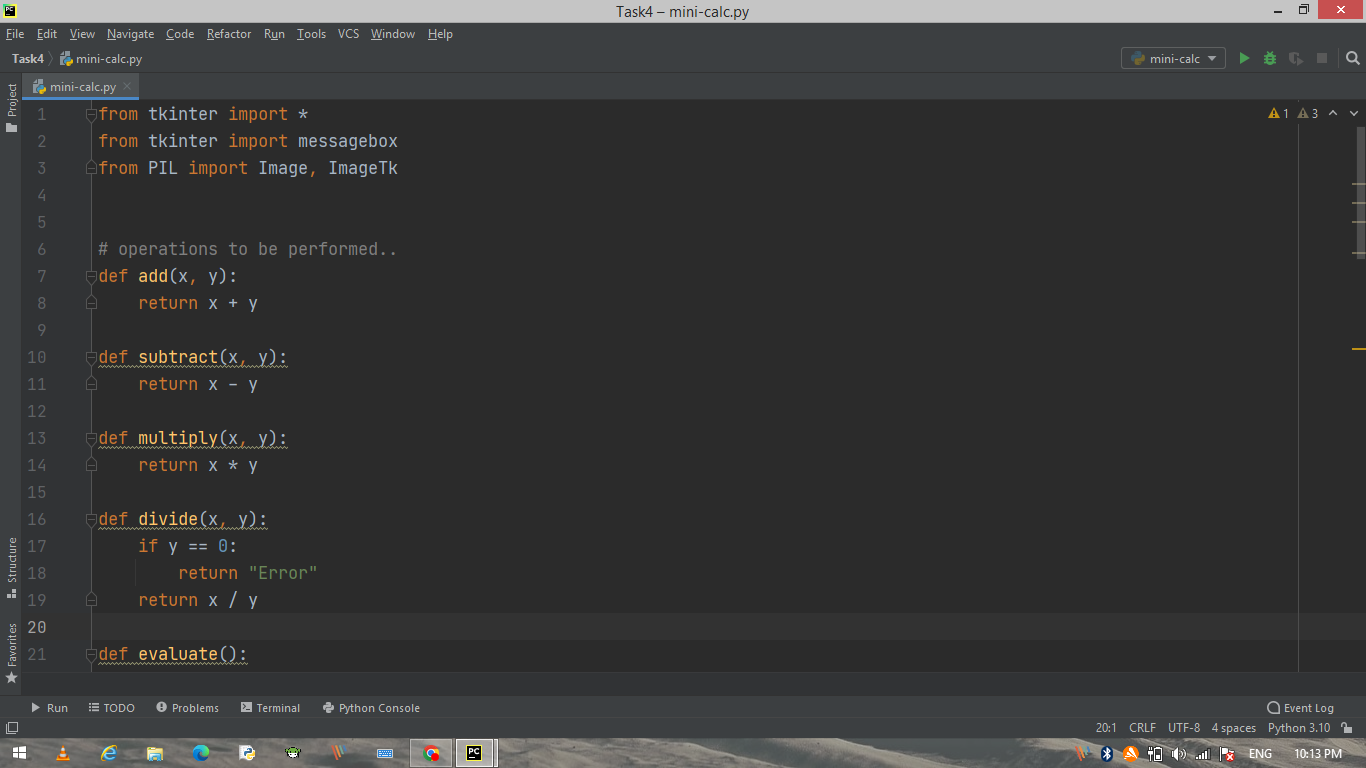 Task4 – mini-calc.py
File Edit View Navigate Code Refactor Run Tools VCS Window Help
Task4 mini-calc.py mini-calc
mini-calc.py
Project
1 from tkinter import * 1 3
2 from tkinter import messagebox
3 from PIL import Image, ImageTk
4
5
6 # operations to be performed..
7 def add(x, y):
8 return x + y
9
10 def subtract(x, y):
11 return x - y
12
13 def multiply(x, y):
14 return x * y
15
16 def divide(x, y):
17 if y == 0:
18 return "Error"
19 return x / y
20
21 def evaluate():
Structure
Favorites
Run TODO Problems Terminal Python Console Event Log
20:1 CRLF UTF-8 4 spaces Python 3.10
PC ENG 10:13 PM